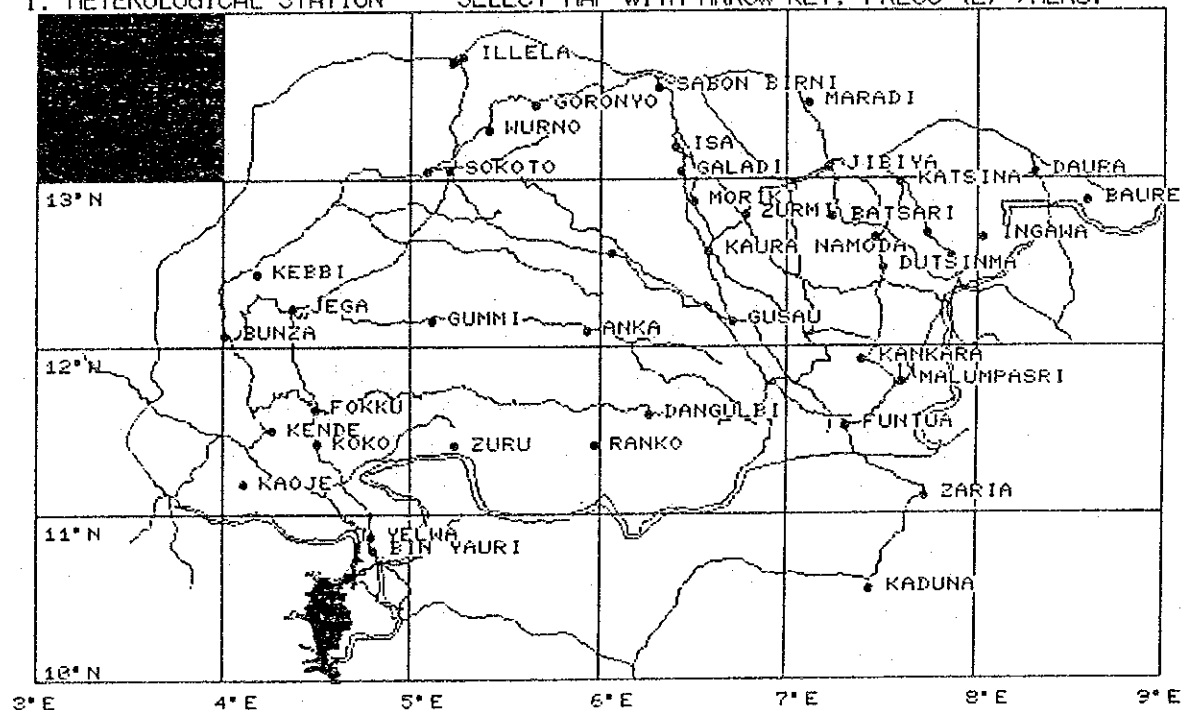 1. METEROLOGICAL STATION SELECT MAP WITH ARROW KEY. PRESS
ILLELA
SABON BIRNI
GORONYO
MARADI
WURNO
ISA
SOKOTO
GALADI
JIBIYA
KATSINA
DAURA
13° N
MORIKI
ZURMI
BATSARI
BAURE
INGAWA
KAURA NAMODA
DUTSINMA
KEBBI
JEGA
GUMMI
ANKA
GUSAU
BUNZA
12° N
KANKARA
MALUMPASRI
FOKKU
DANGULBI
FUNTUA
KENDE
KOKO
ZURU
RANKO
KAOJE
ZARIA
11° N
YELWA
BIN YAURI
KADUNA
10° N
3° E 4° E 5° E 6° E 7° E 8° E 9° E